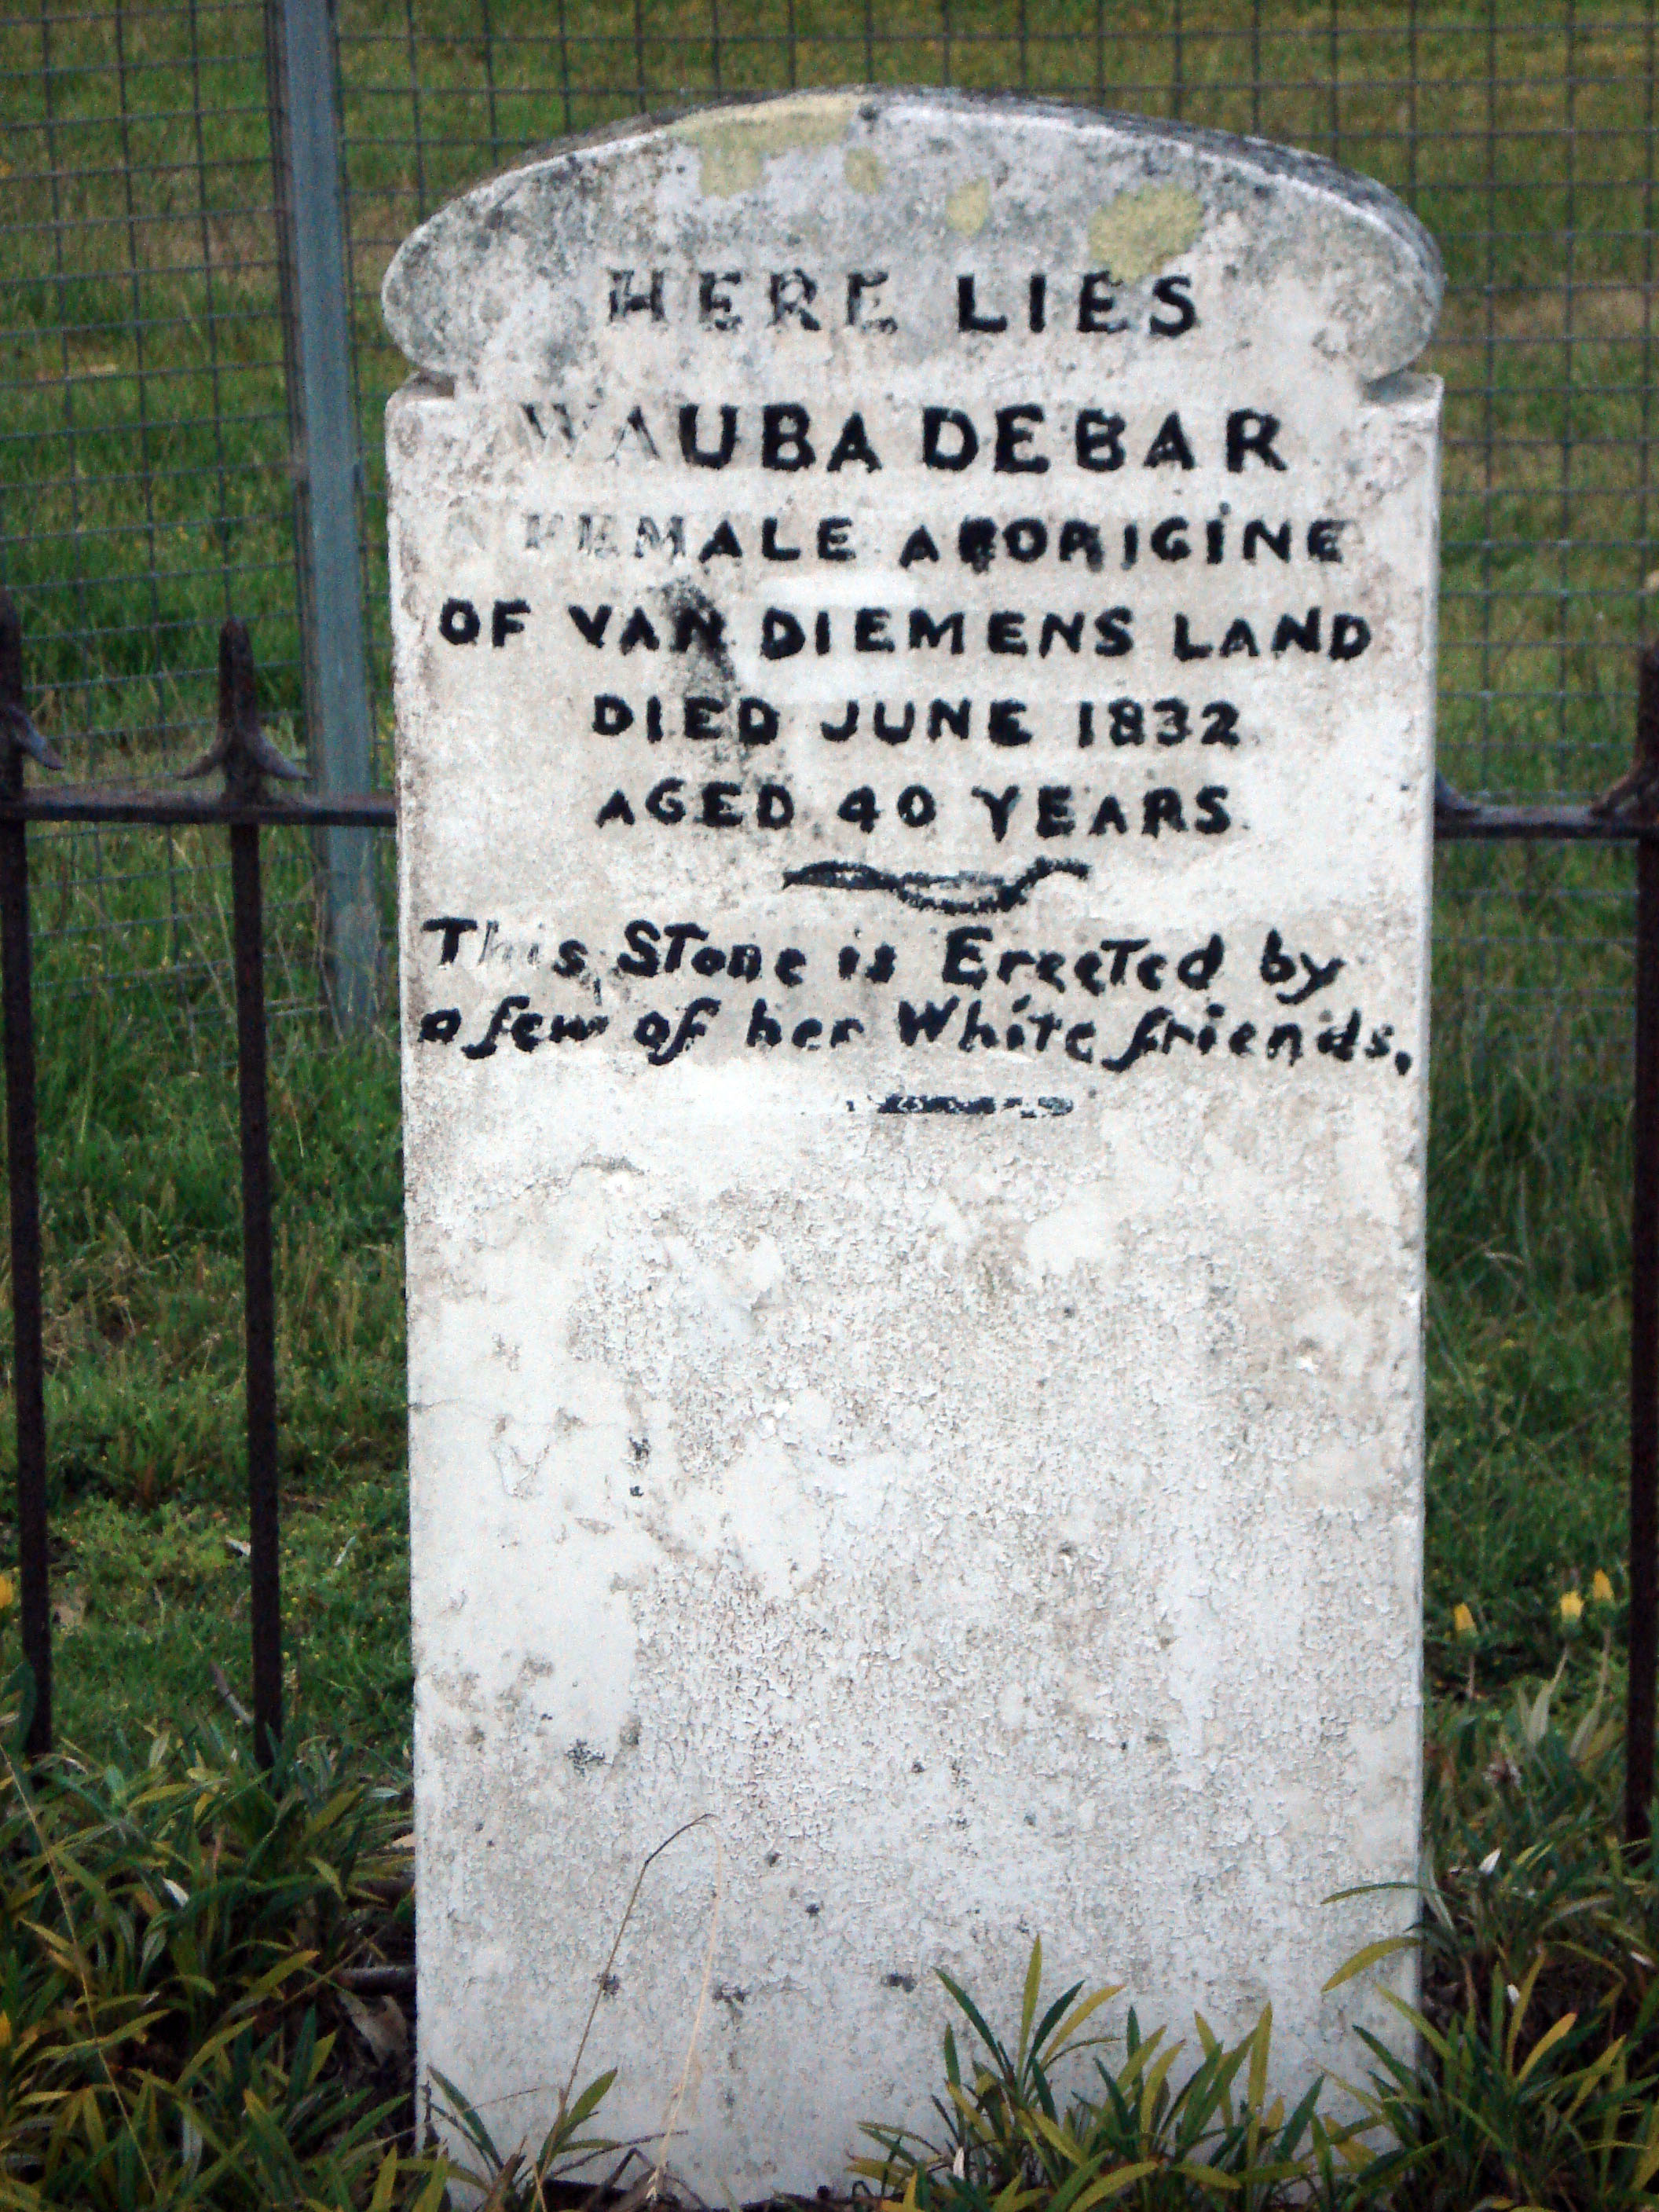 HERE LIES
WAUBA DEBAR
A FEMALE ABORIGINE
OF VAN DIEMENS LAND
DIED JUNE 1832
AGED 40 YEARS
This Stone is Erected by
a few of her White friends.